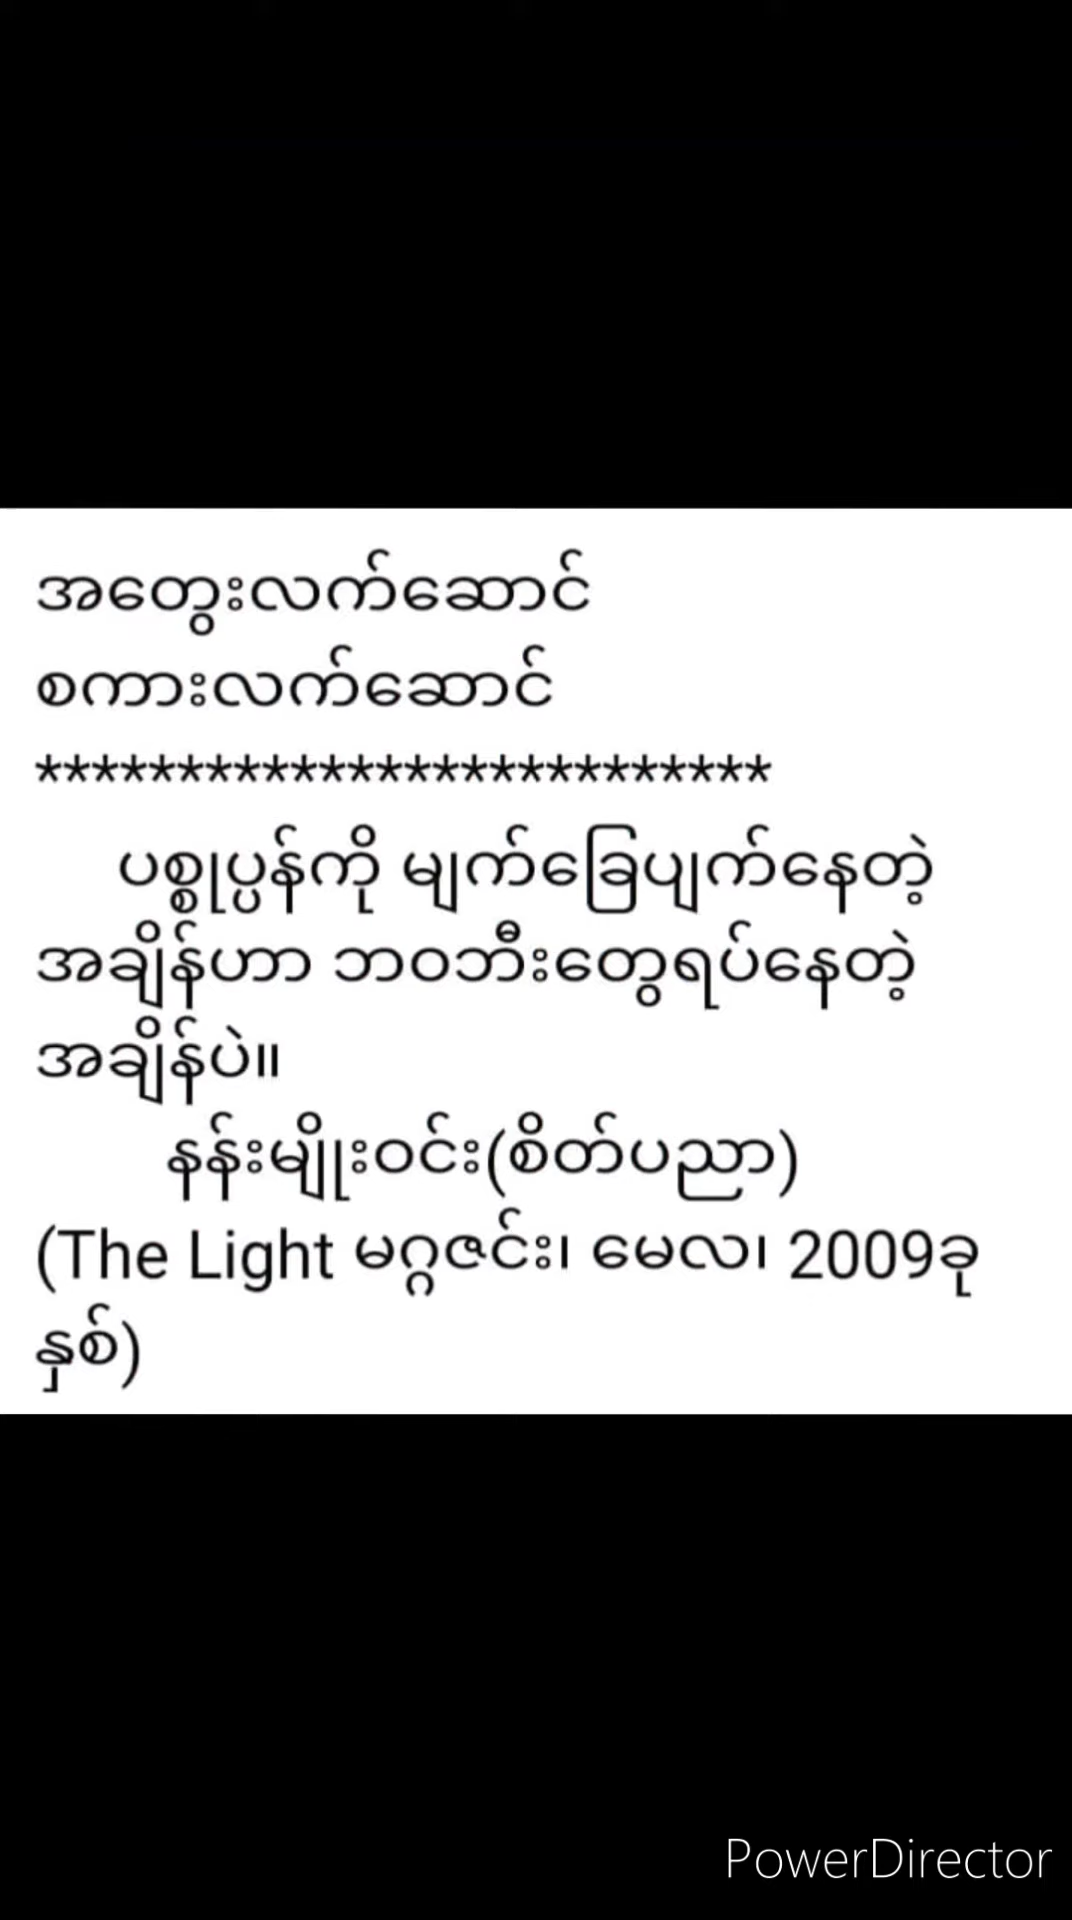 အတွေးလက်ဆောင်
စကားလက်ဆောင်
**************************
ပစ္စုပ္ပန်ကို မျက်ခြေပျက်နေတဲ့
အချိန်ဟာ ဘဝဘီးတွေရပ်နေတဲ့
အချိန်ပဲ။
နန်းမျိုးဝင်း(စိတ်ပညာ)
(The Light မဂ္ဂဇင်း၊ မေလ၊ 2009ခု
နှစ်)
PowerDirector